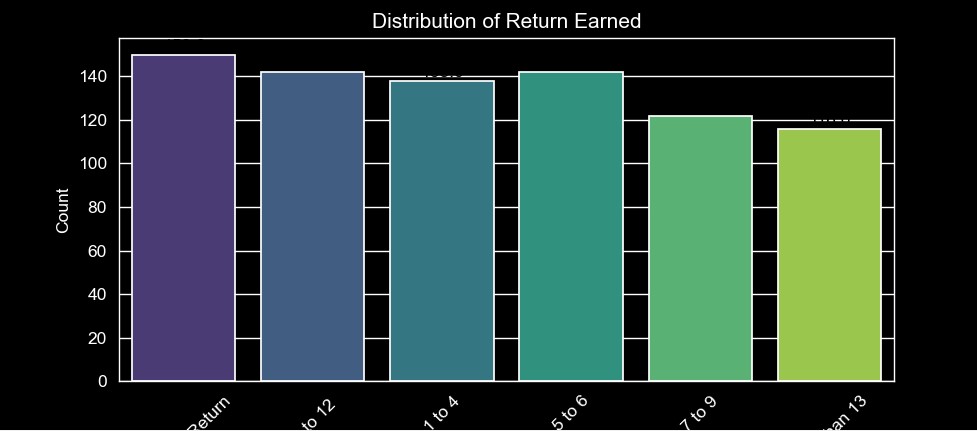 Distribution of Return Earned
Count
140
120
100
80
60
40
20
0
Return
to 12
1 to 4
5 to 6
7 to 9
13